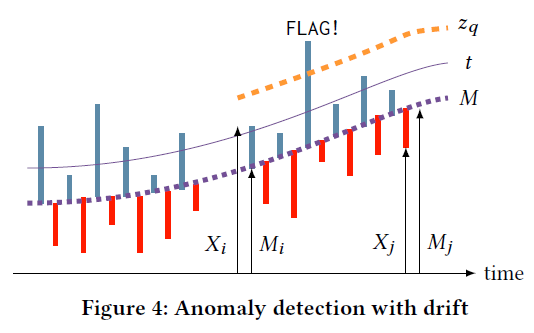 FLAG!
z_q
t
M
X_i M_i X_j M_j
time
Figure 4: Anomaly detection with drift